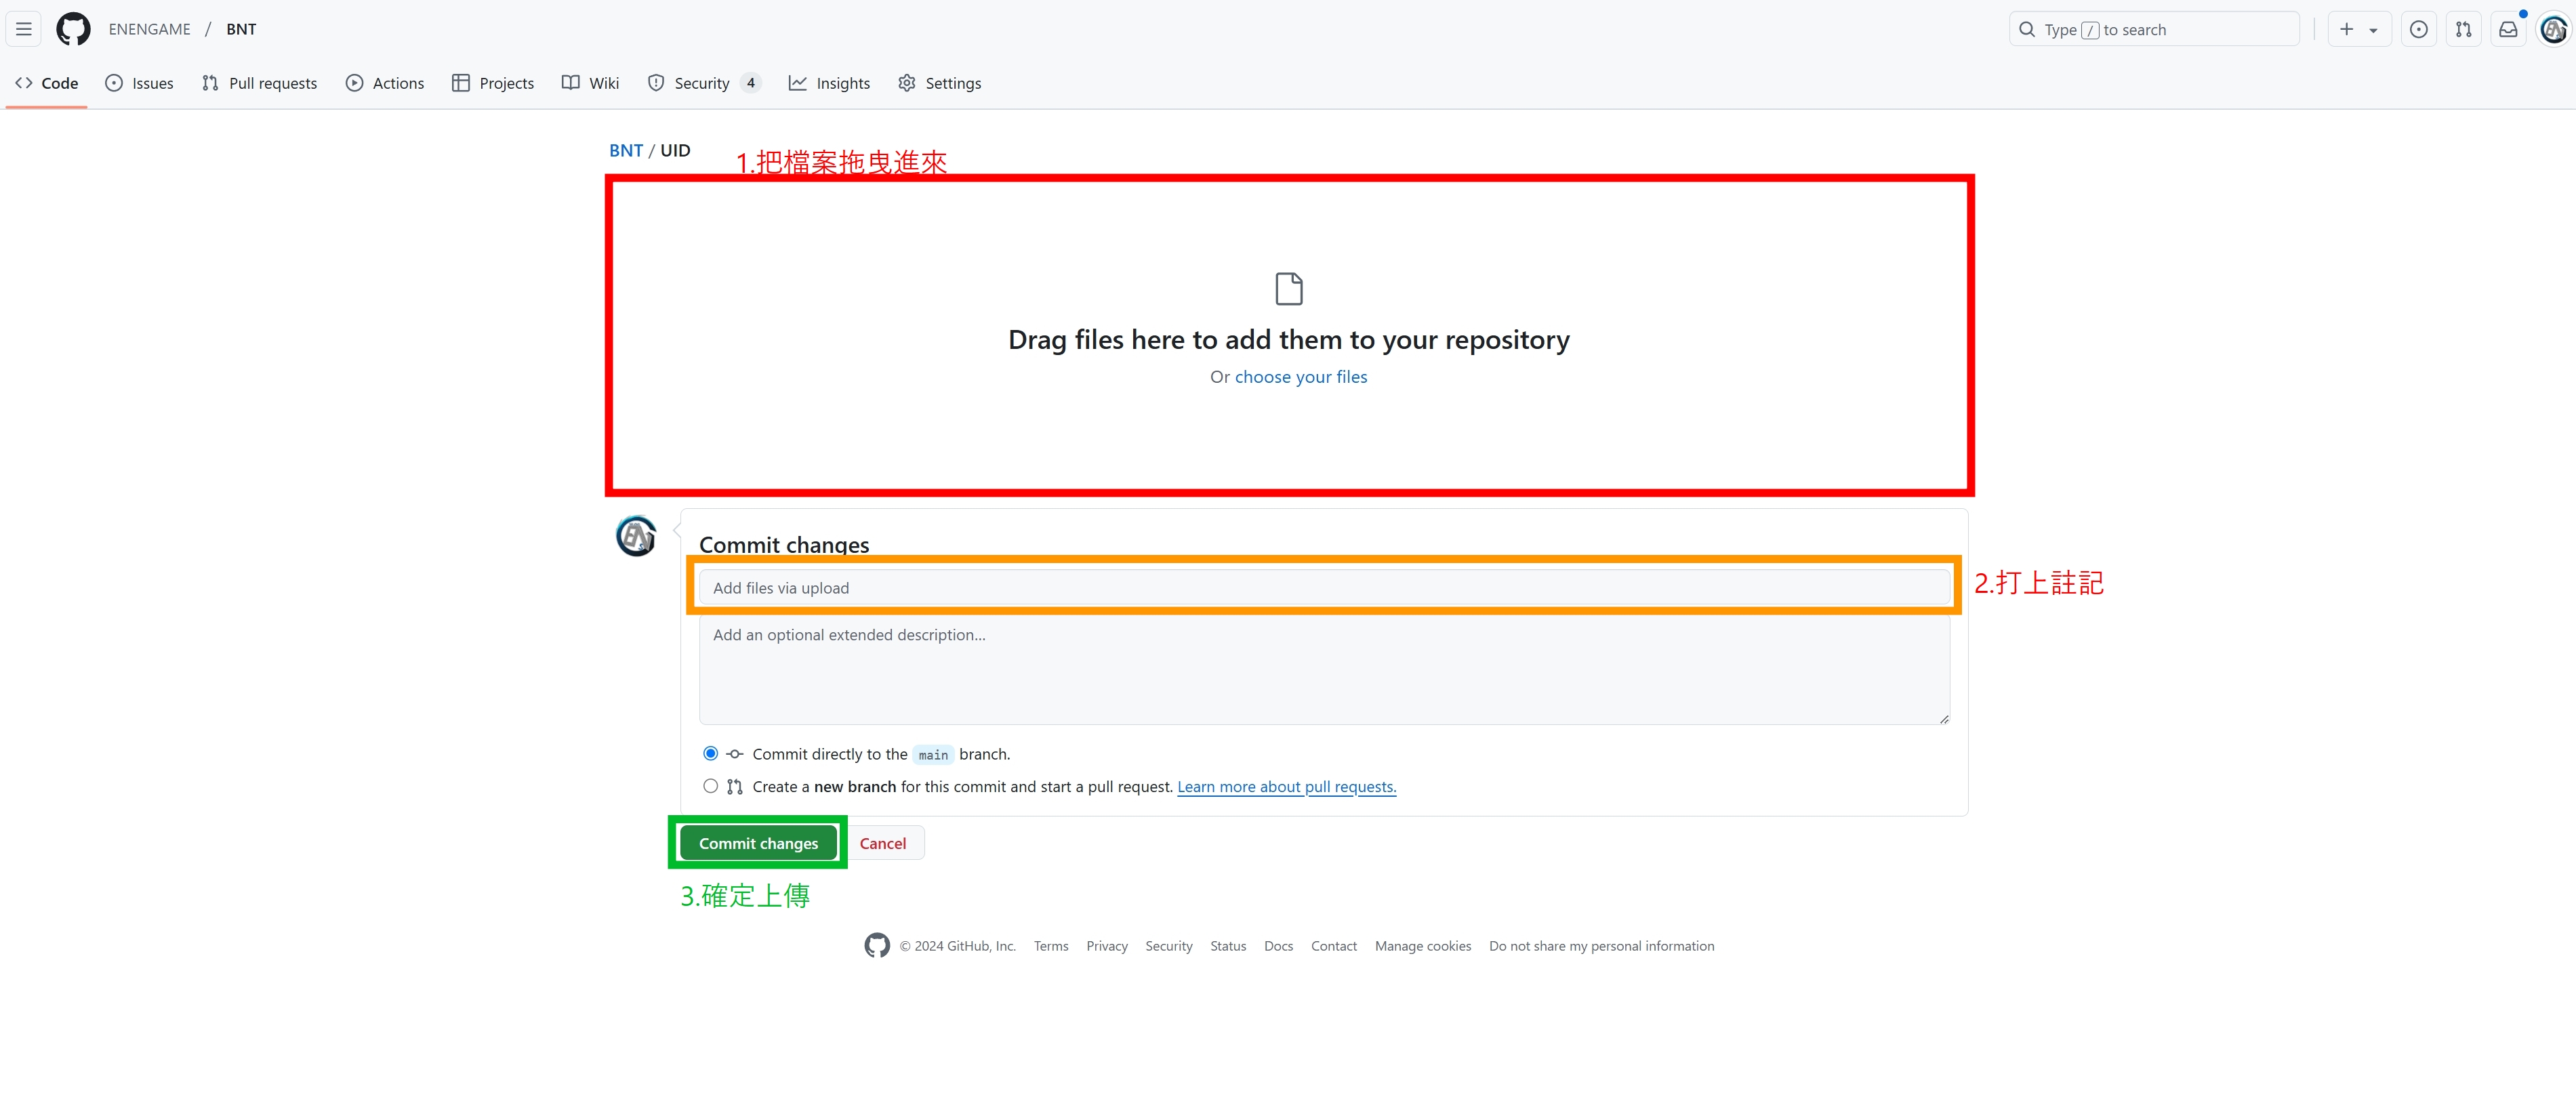 ENENGAME / BNT
Type / to search
Code Issues Pull requests Actions Projects Wiki Security 4 Insights Settings
BNT / UID
1.把檔案拖曳進來
Drag files here to add them to your repository
Or choose your files
Commit changes
Add files via upload
2.打上註記
Add an optional extended description...
Commit directly to the main branch.
Create a new branch for this commit and start a pull request. Learn more about pull requests.
Commit changes Cancel
3.確定上傳
© 2024 GitHub, Inc. Terms Privacy Security Status Docs Contact Manage cookies Do not share my personal information